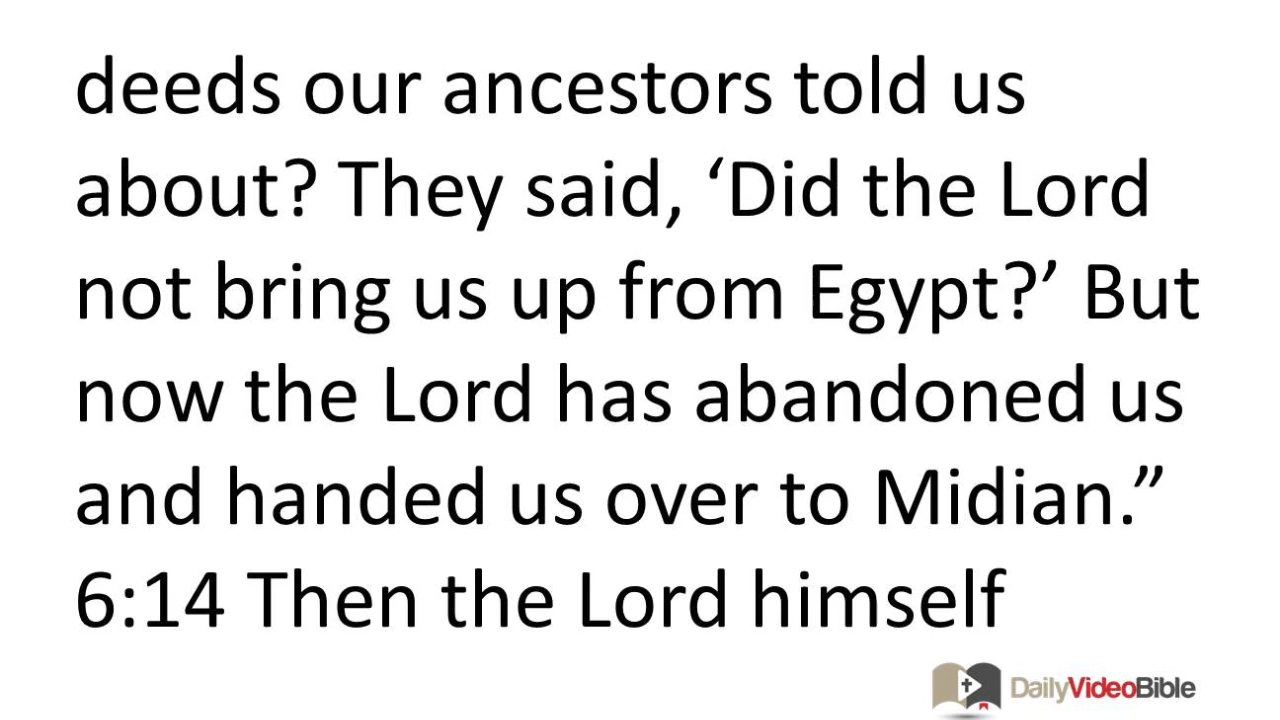 deeds our ancestors told us
about? They said, ‘Did the Lord
not bring us up from Egypt?’ But
now the Lord has abandoned us
and handed us over to Midian.”
6:14 Then the Lord himself
DailyVideoBible